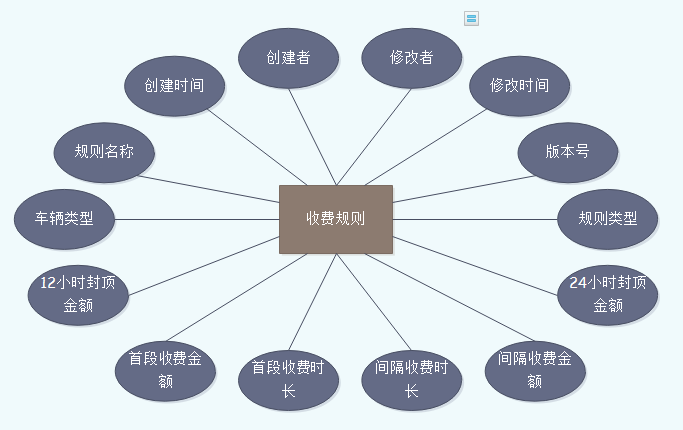 创建者
修改者
创建时间
修改时间
规则名称
版本号
车辆类型
收费规则
规则类型
12小时封顶
金额
24小时封顶
金额
首段收费金
额
首段收费时
长
间隔收费时
长
间隔收费金
额